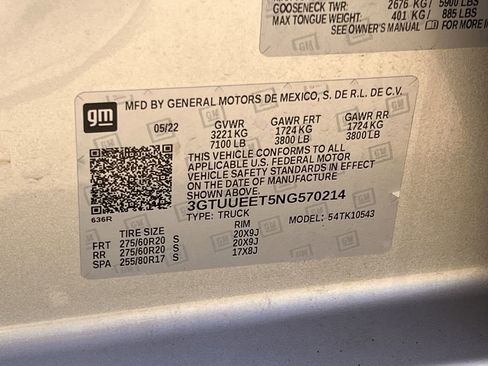 GOOSENECK TWR: 2676 KG/ 5900 LBS
MAX TONGUE WEIGHT: 401 KG/ 885 LBS
SEE OWNER'S MANUAL FOR MORE
gm
MFD BY GENERAL MOTORS DE MEXICO, S. DE R.L. DE C.V.
05/22 GVWR GAWR FRT GAWR RR
3221 KG 1724 KG 1724 KG
7100 LB 3800 LB 3800 LB
THIS VEHICLE CONFORMS TO ALL
APPLICABLE U.S. FEDERAL MOTOR
VEHICLE SAFETY STANDARDS IN EFFECT
ON THE DATE OF MANUFACTURE
SHOWN ABOVE.
636R
3GTUUEET5NG570214
TYPE: TRUCK MODEL: 54TK10543
TIRE SIZE RIM
FRT 275/60R20 S 20X9J
RR 275/60R20 S 20X9J
SPA 255/80R17 S 17X8J